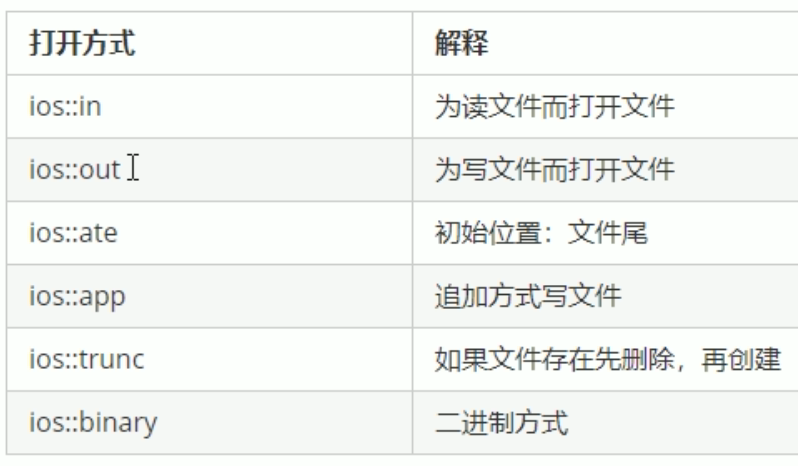 打开方式 解释
ios::in 为读文件而打开文件
ios::out 为写文件而打开文件
ios::ate 初始位置：文件尾
ios::app 追加方式写文件
ios::trunc 如果文件存在先删除，再创建
ios::binary 二进制方式